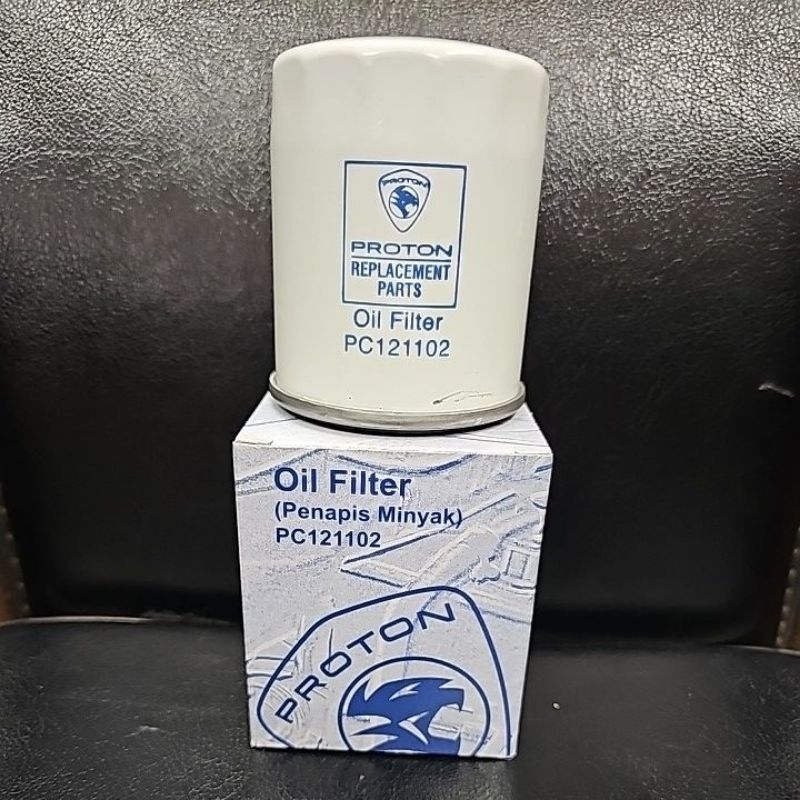 PROTON
PROTON
REPLACEMENT
PARTS
Oil Filter
PC121102
Oil Filter
(Penapis Minyak)
PC121102
PROTON